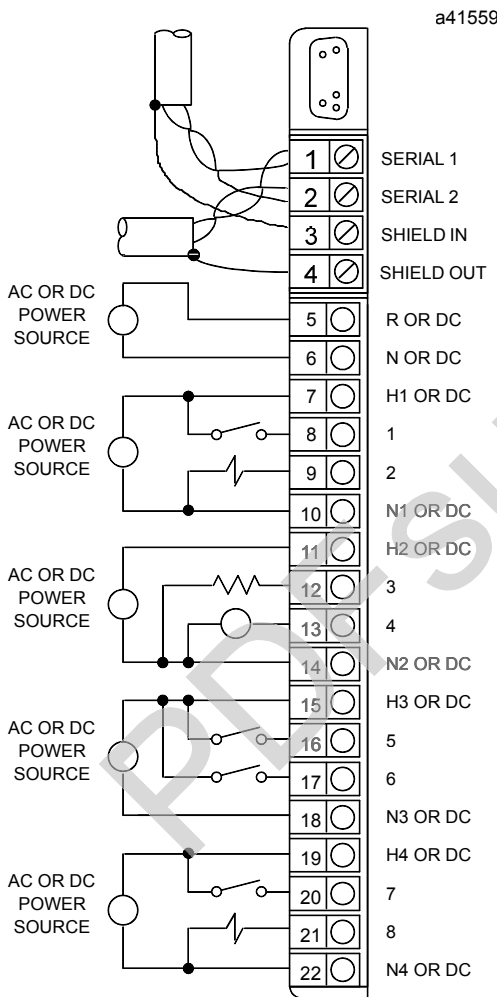 a41559
1 SERIAL 1
2 SERIAL 2
3 SHIELD IN
4 SHIELD OUT
AC OR DC
POWER
SOURCE
5 R OR DC
6 N OR DC
7 H1 OR DC
AC OR DC
POWER
SOURCE
8 1
9 2
10 N1 OR DC
11 H2 OR DC
AC OR DC
POWER
SOURCE
12 3
13 4
14 N2 OR DC
15 H3 OR DC
AC OR DC
POWER
SOURCE
16 5
17 6
18 N3 OR DC
19 H4 OR DC
AC OR DC
POWER
SOURCE
20 7
21 8
22 N4 OR DC